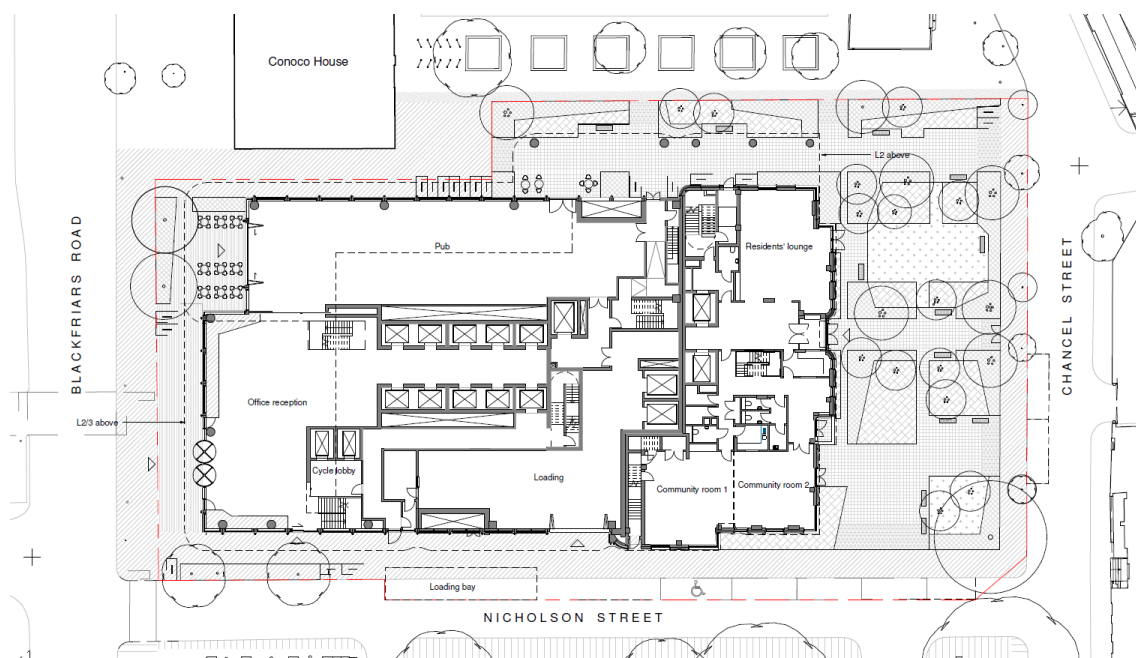 Conoco House
L2 above
BLACKFRIARS ROAD
Pub
Residents' lounge
CHANCEL STREET
Office reception
L2/3 above
Cycle lobby
Loading
Community room 1
Community room 2
Loading bay
NICHOLSON STREET